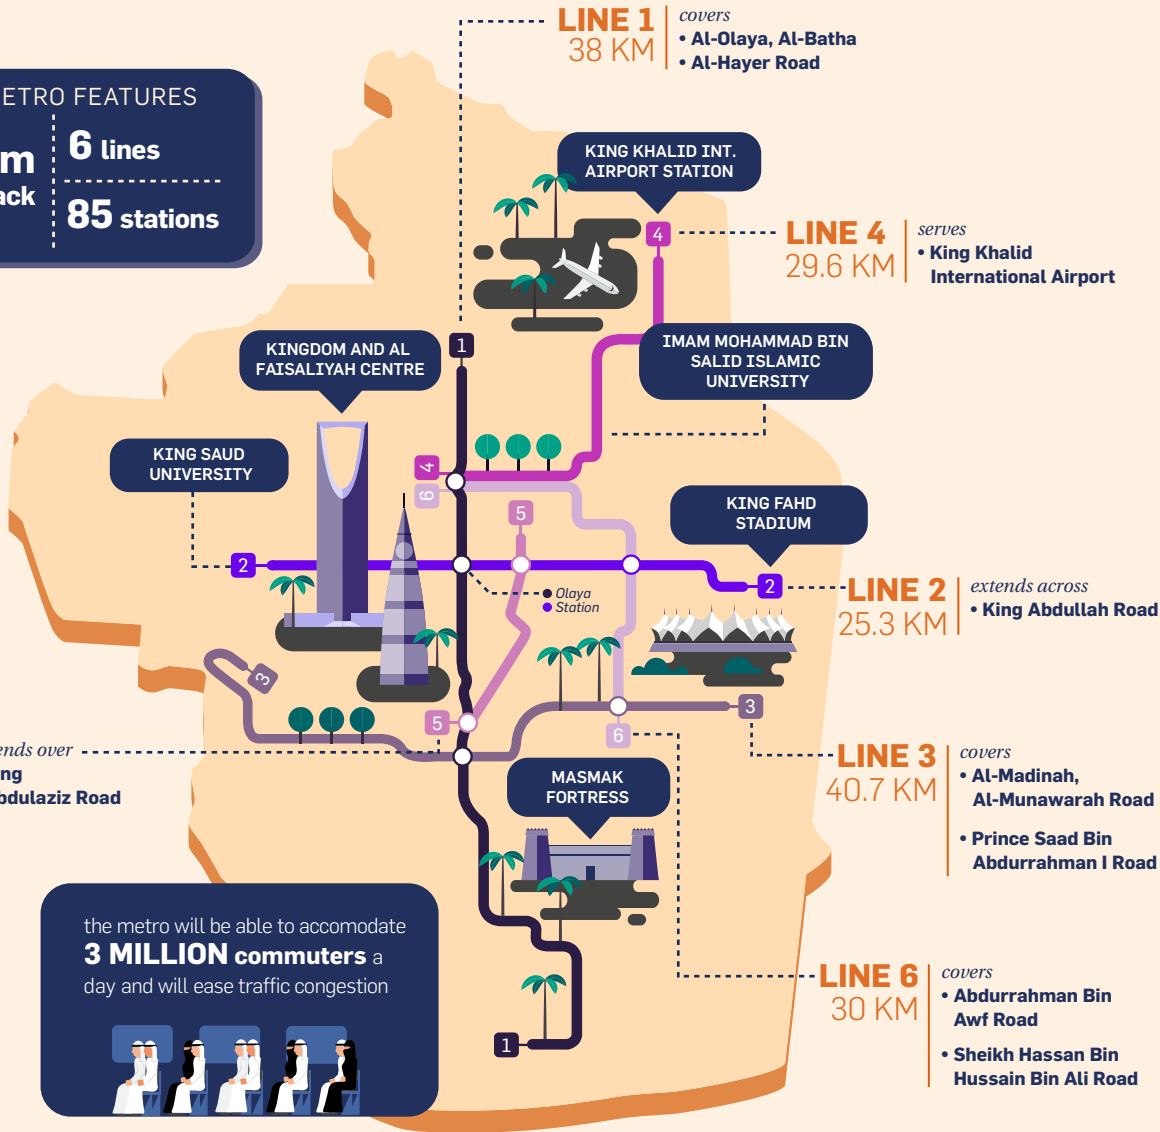 LINE 1
38 KM
covers
• Al-Olaya, Al-Batha
• Al-Hayer Road
ETRO FEATURES
m
ack
6 lines
85 stations
KING KHALID INT.
AIRPORT STATION
4
LINE 4
29.6 KM
serves
• King Khalid
International Airport
KINGDOM AND AL
FAISALIYAH CENTRE
1
IMAM MOHAMMAD BIN
SALID ISLAMIC
UNIVERSITY
KING SAUD
UNIVERSITY
4
6
5
KING FAHD
STADIUM
2
2
Olaya
Station
LINE 2
25.3 KM
extends across
• King Abdullah Road
3
5
3
6
ends over
ng
bdulaziz Road
MASMAK
FORTRESS
LINE 3
40.7 KM
covers
• Al-Madinah,
Al-Munawarah Road
• Prince Saad Bin
Abdurrahman I Road
the metro will be able to accomodate
3 MILLION commuters a
day and will ease traffic congestion
LINE 6
30 KM
covers
• Abdurrahman Bin
Awf Road
• Sheikh Hassan Bin
Hussain Bin Ali Road
1